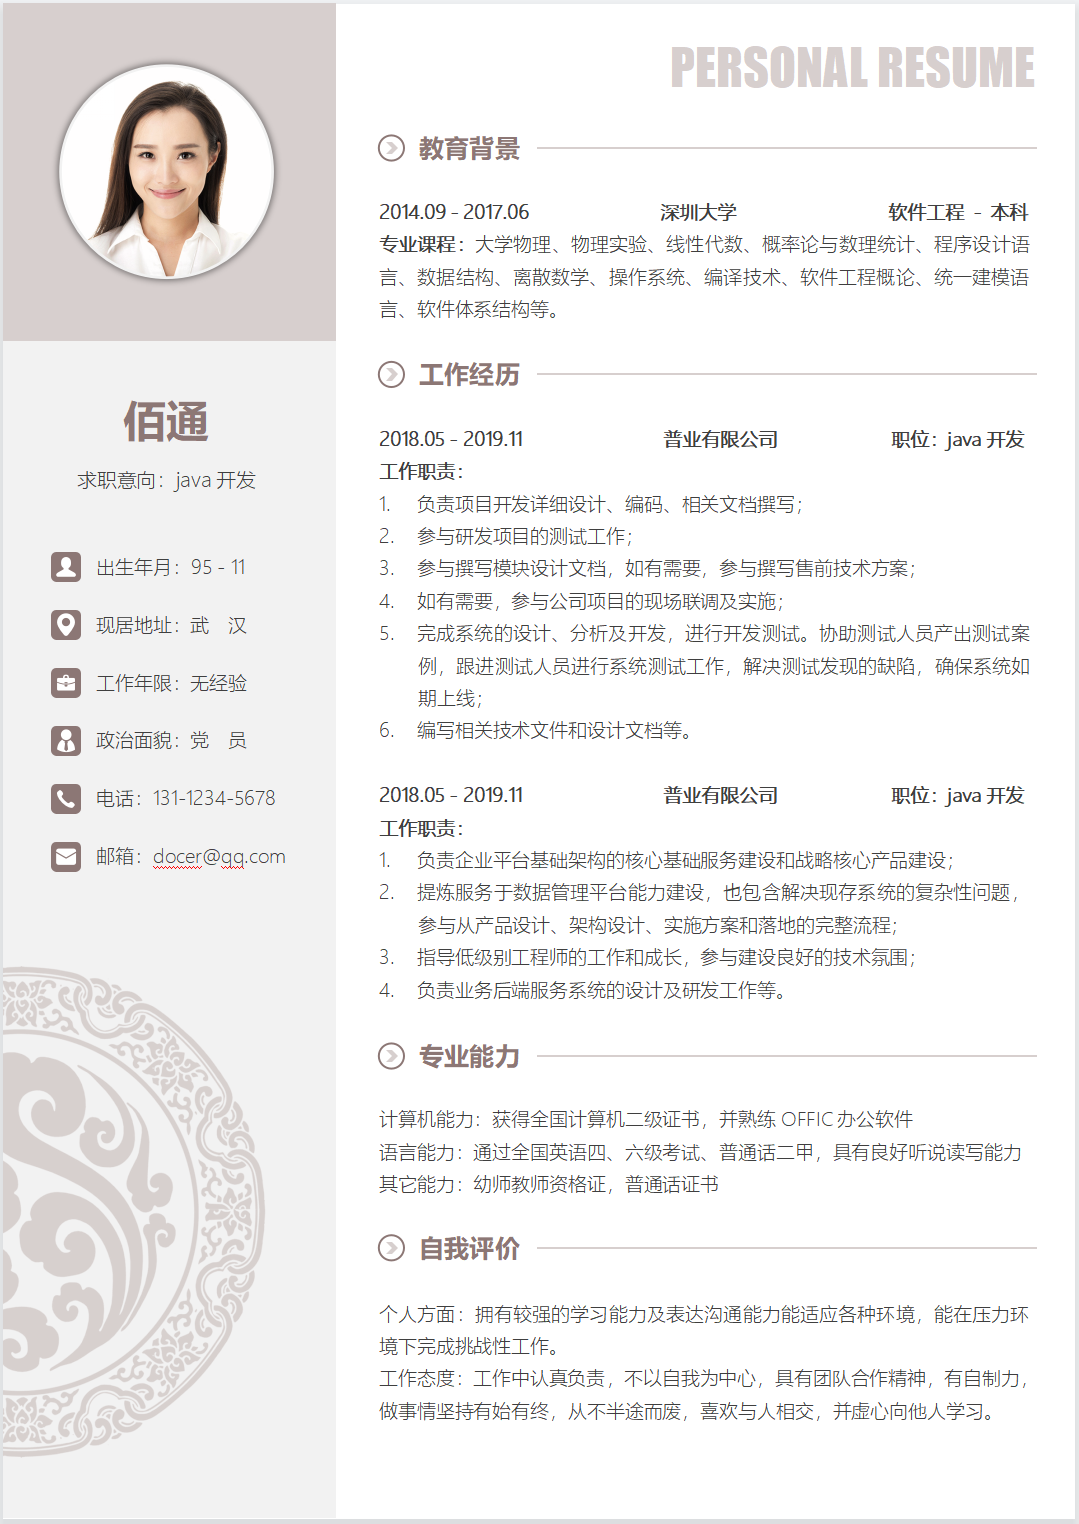 佰通
求职意向：java 开发
出生年月：95 - 11
现居地址：武　汉
工作年限：无经验
政治面貌：党　员
电话：131-1234-5678
邮箱：docer@qq.com
PERSONAL RESUME
教育背景
2014.09 - 2017.06 深圳大学 软件工程 - 本科
专业课程：大学物理、物理实验、线性代数、概率论与数理统计、程序设计语
言、数据结构、离散数学、操作系统、编译技术、软件工程概论、统一建模语
言、软件体系结构等。
工作经历
2018.05 - 2019.11 普业有限公司 职位：java 开发
工作职责：
1. 负责项目开发详细设计、编码、相关文档撰写；
2. 参与研发项目的测试工作；
3. 参与撰写模块设计文档，如有需要，参与撰写售前技术方案；
4. 如有需要，参与公司项目的现场联调及实施；
5. 完成系统的设计、分析及开发，进行开发测试。协助测试人员产出测试案
例，跟进测试人员进行系统测试工作，解决测试发现的缺陷，确保系统如
期上线；
6. 编写相关技术文件和设计文档等。
2018.05 - 2019.11 普业有限公司 职位：java 开发
工作职责：
1. 负责企业平台基础架构的核心基础服务建设和战略核心产品建设；
2. 提炼服务于数据管理平台能力建设，也包含解决现存系统的复杂性问题，
参与从产品设计、架构设计、实施方案和落地的完整流程；
3. 指导低级别工程师的工作和成长，参与建设良好的技术氛围；
4. 负责业务后端服务系统的设计及研发工作等。
专业能力
计算机能力：获得全国计算机二级证书，并熟练 OFFIC 办公软件
语言能力：通过全国英语四、六级考试、普通话二甲，具有良好听说读写能力
其它能力：幼师教师资格证，普通话证书
自我评价
个人方面：拥有较强的学习能力及表达沟通能力能适应各种环境，能在压力环
境下完成挑战性工作。
工作态度：工作中认真负责，不以自我为中心，具有团队合作精神，有自制力，
做事情坚持有始有终，从不半途而废，喜欢与人相交，并虚心向他人学习。